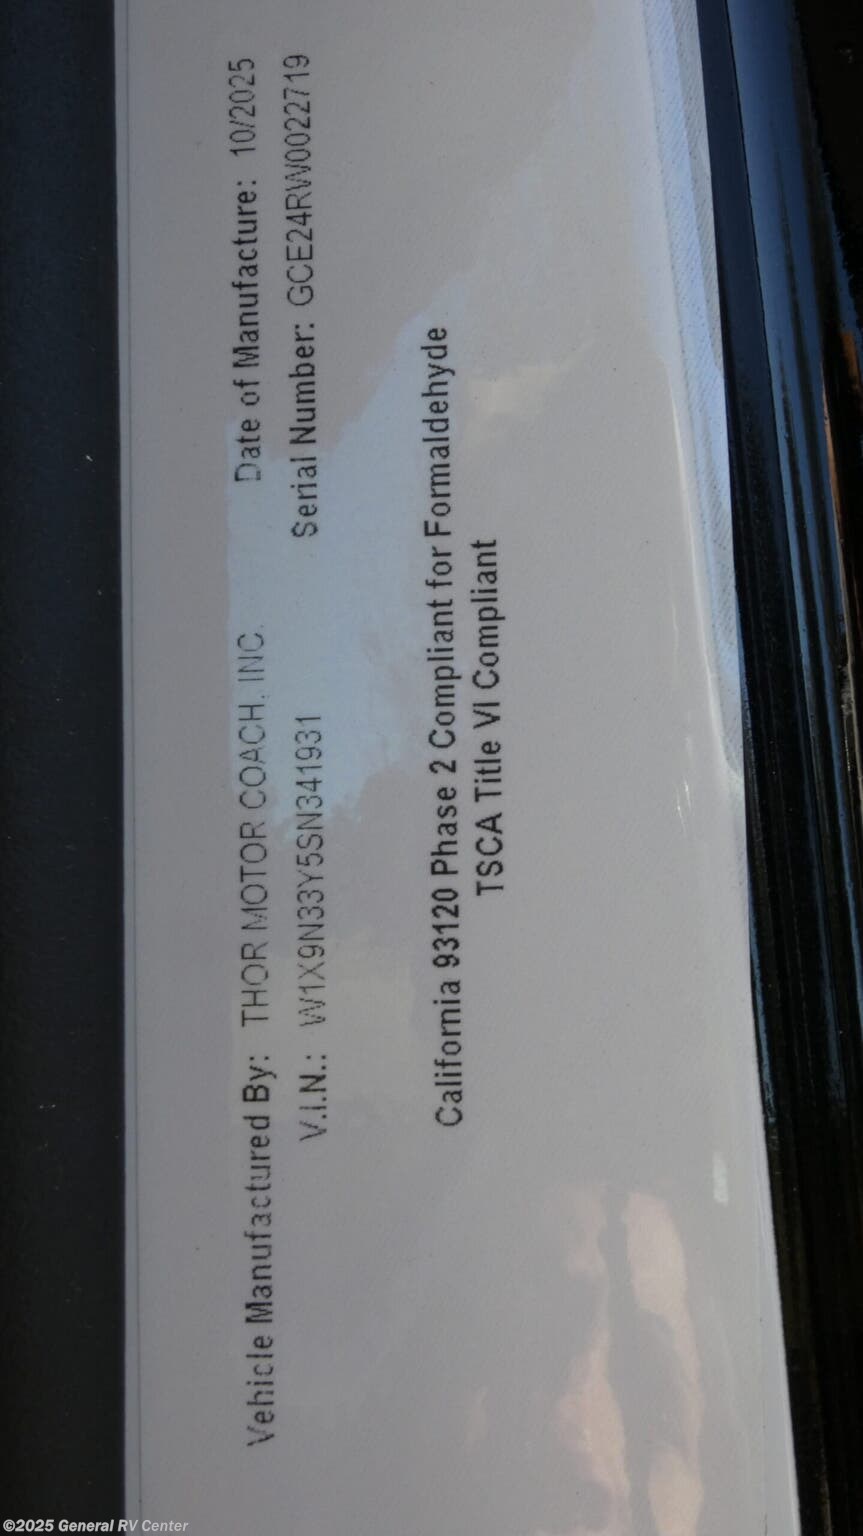 Vehicle Manufactured By: THOR MOTOR COACH, INC. Date of Manufacture: 10/2025
V.I.N.: W1X9N33Y5SN341931 Serial Number: GCE24RW0022719
California 93120 Phase 2 Compliant for Formaldehyde
TSCA Title VI Compliant
©2025 General RV Center